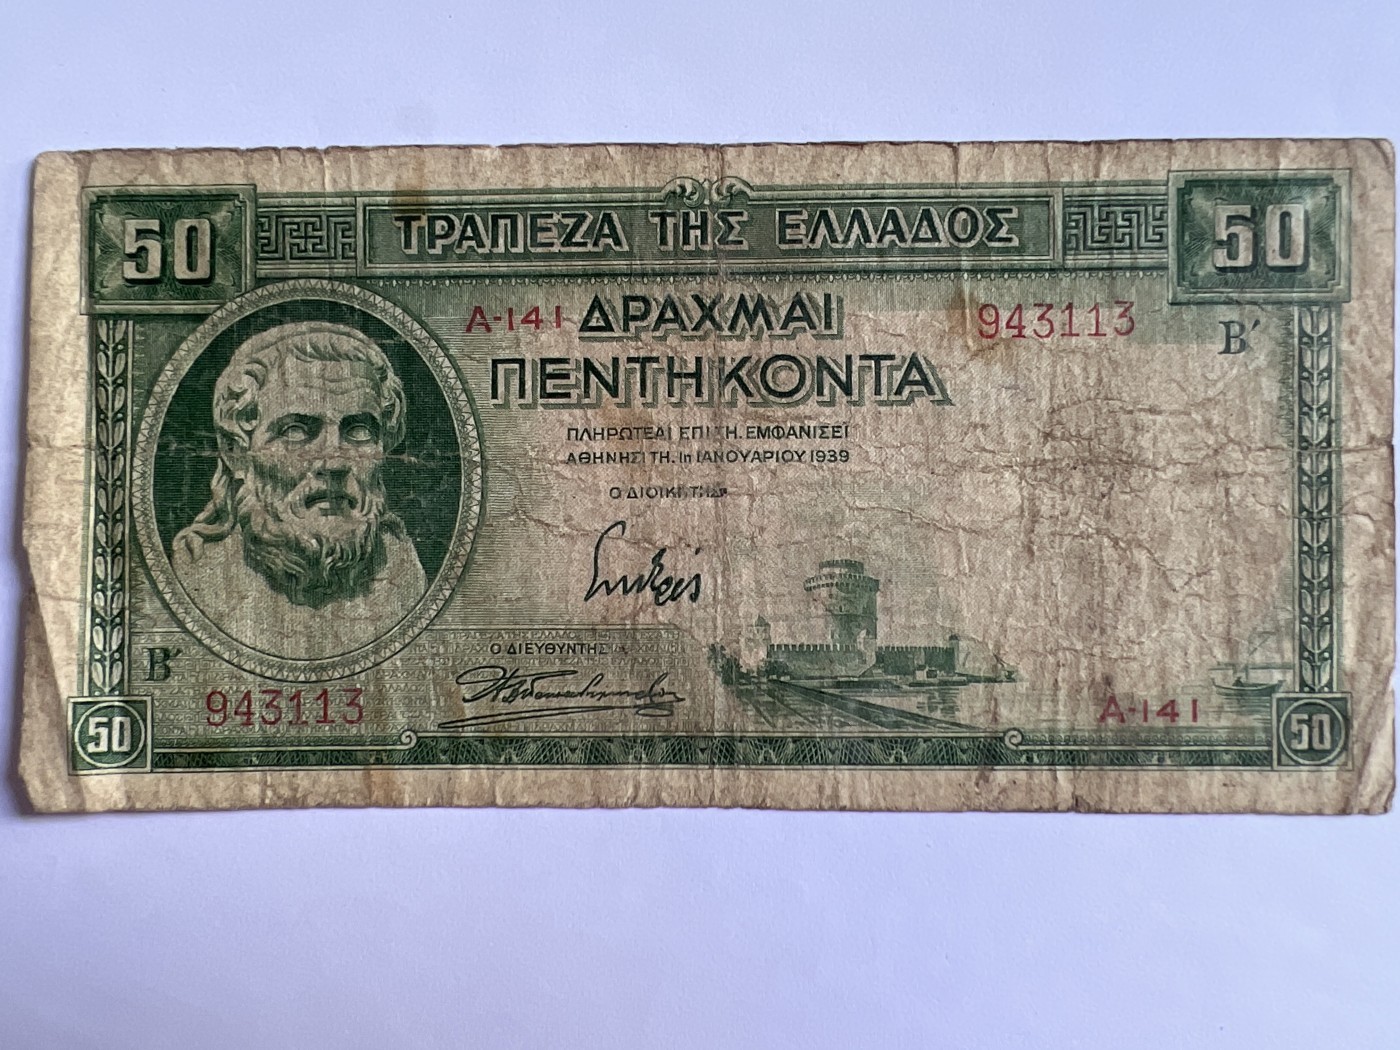 50 ΤΡΑΠΕΖΑ ΤΗΣ ΕΛΛΑΔΟΣ 50
Α-141 ΔΡΑΧΜΑΙ 943113
ΠΕΝΤΗΚΟΝΤΑ Β′
ΠΛΗΡΩΤΕΑΙ ΕΠΙ ΤΗ. ΕΜΦΑΝΙΣΕΙ
ΑΘΗΝΗΣΙ ΤΗ. 1η ΙΑΝΟΥΑΡΙΟΥ 1939
Ο ΔΙΟΙΚΗΤΗΣ
Ο ΔΙΕΥΘΥΝΤΗΣ
Β′
943113 Α-141
50 50